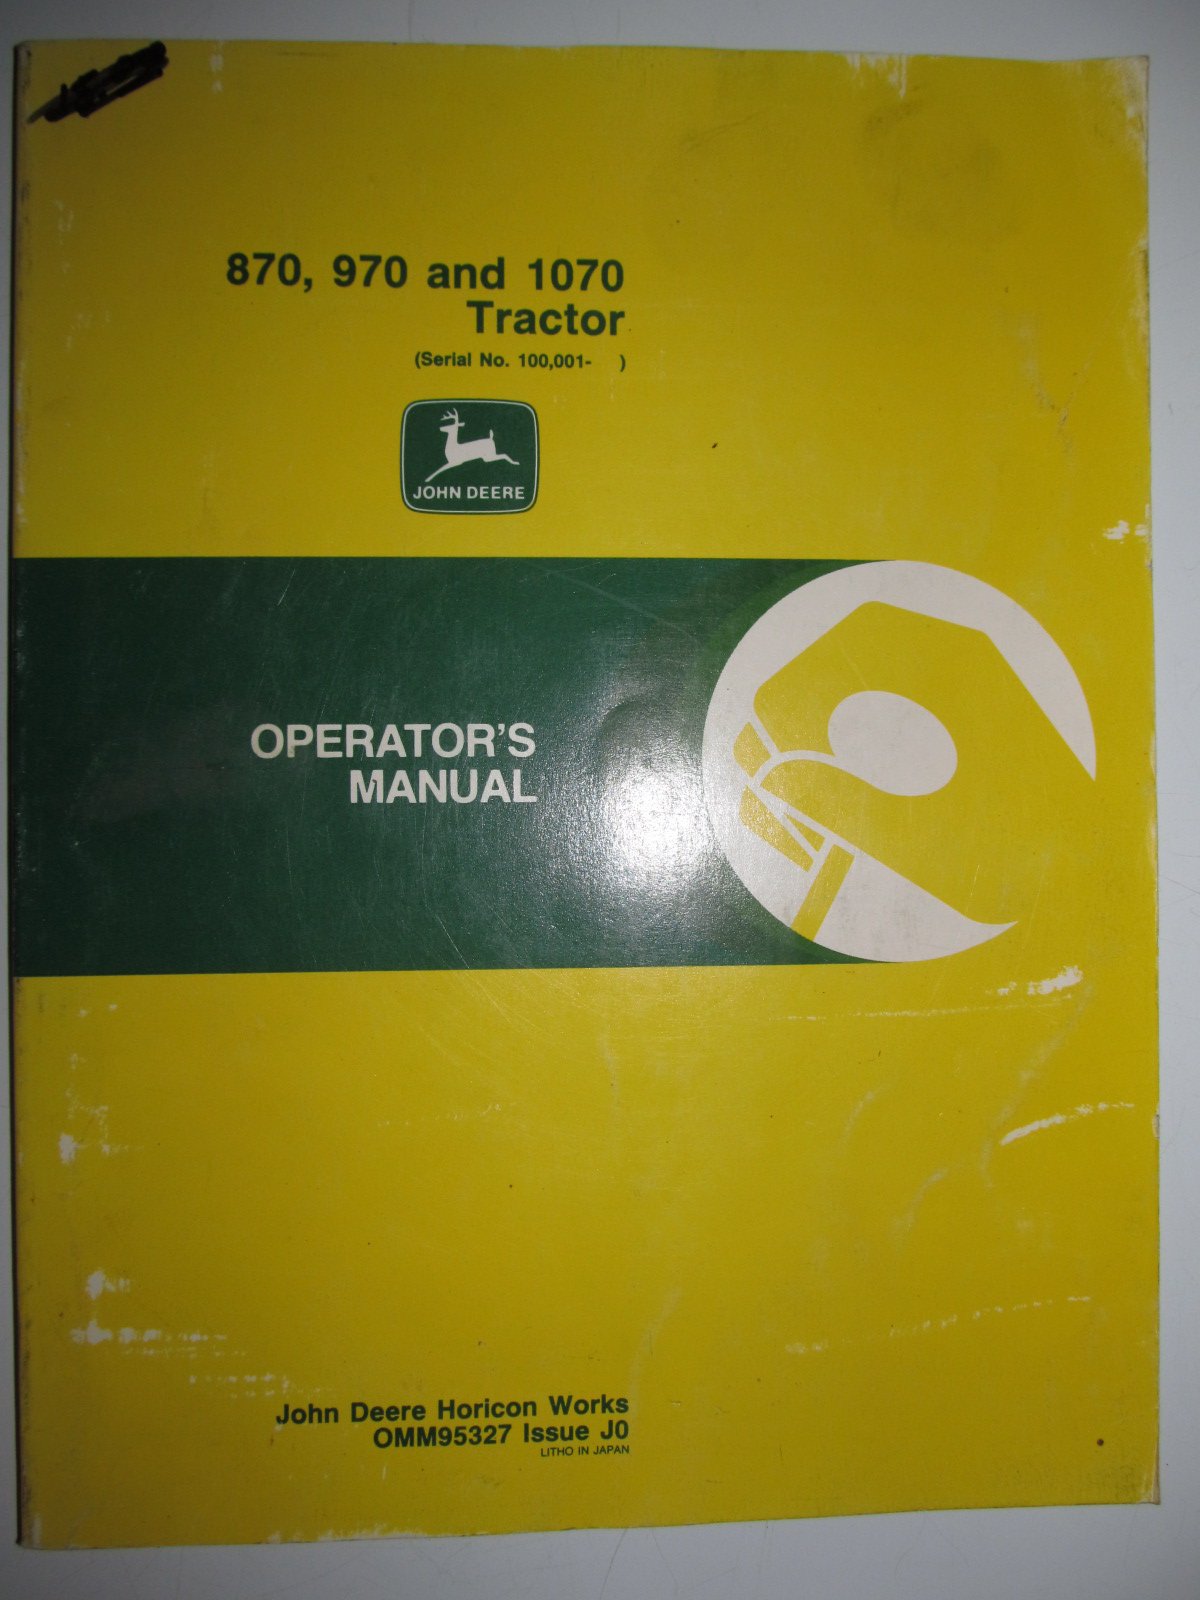 870, 970 and 1070
Tractor
(Serial No. 100,001-    )
JOHN DEERE
OPERATOR'S
MANUAL
John Deere Horicon Works
OMM95327 Issue J0
LITHO IN JAPAN